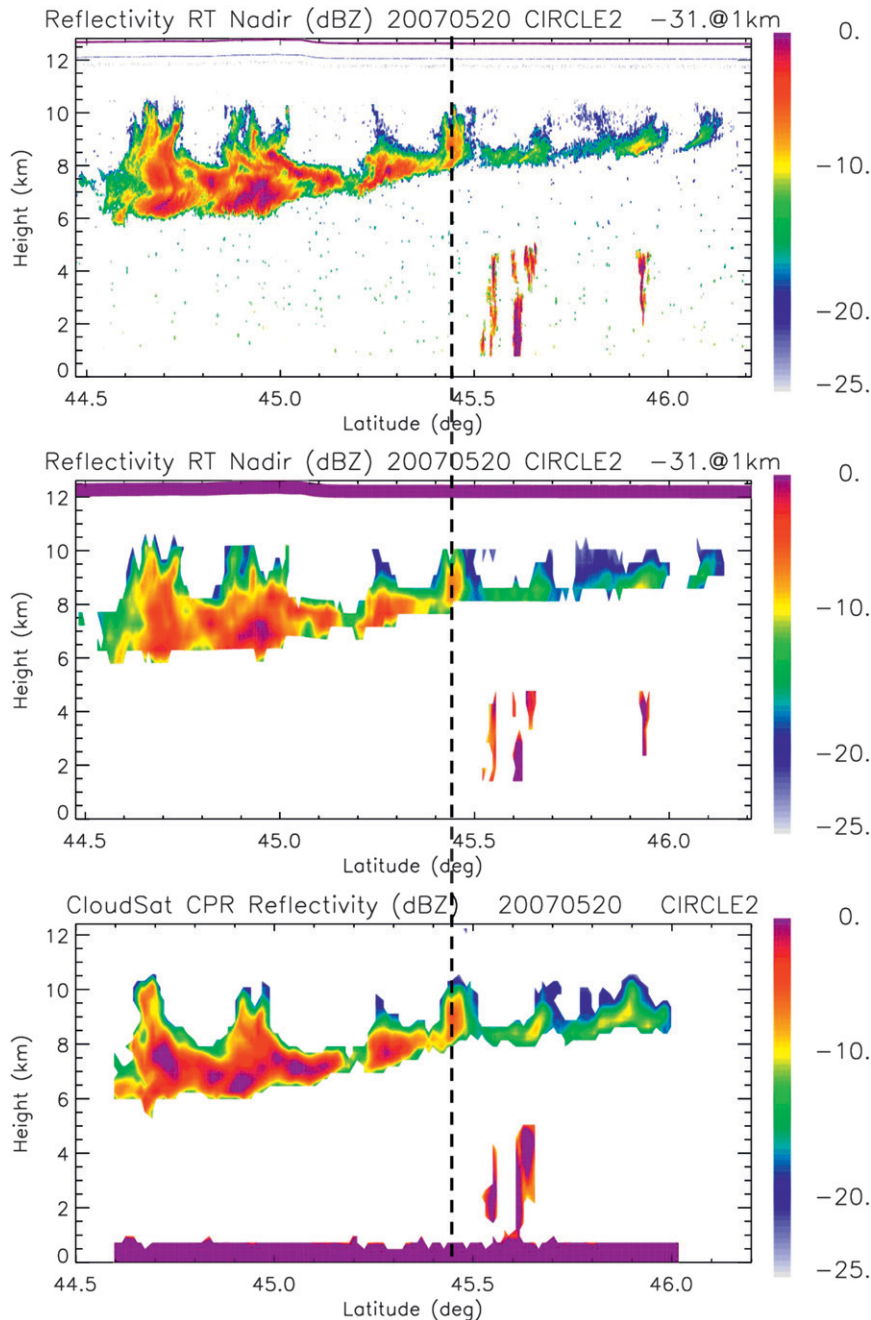 Reflectivity RT Nadir (dBZ) 20070520 CIRCLE2 -31.@1km
0.
12
10
-10.
8
Height (km)
6
4
-20.
2
0
-25.
44.5 45.0 45.5 46.0
Latitude (deg)
Reflectivity RT Nadir (dBZ) 20070520 CIRCLE2 -31.@1km
0.
12
10
-10.
8
Height (km)
6
4
-20.
2
0
-25.
44.5 45.0 45.5 46.0
Latitude (deg)
CloudSat CPR Reflectivity (dBZ) 20070520 CIRCLE2
0.
12
10
-10.
8
Height (km)
6
4
-20.
2
0
-25.
44.5 45.0 45.5 46.0
Latitude (deg)